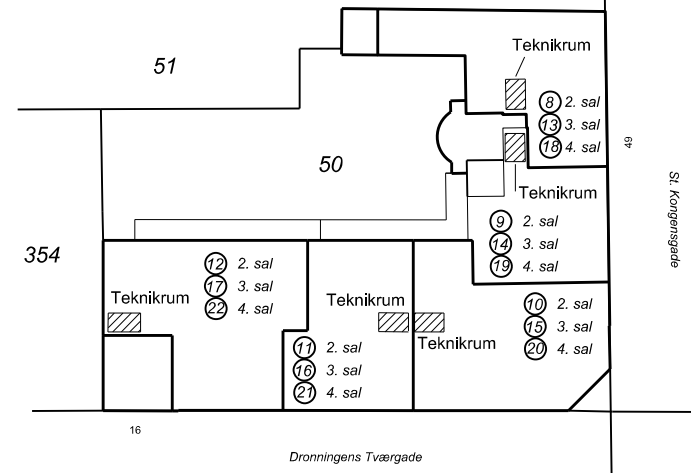 51
Teknikrum
8 2. sal
13 3. sal
18 4. sal
49
50
Teknikrum
St. Kongensgade
9 2. sal
14 3. sal
19 4. sal
354
12 2. sal
17 3. sal
22 4. sal
Teknikrum
Teknikrum
10 2. sal
15 3. sal
20 4. sal
Teknikrum
11 2. sal
16 3. sal
21 4. sal
16
Dronningens Tværgade